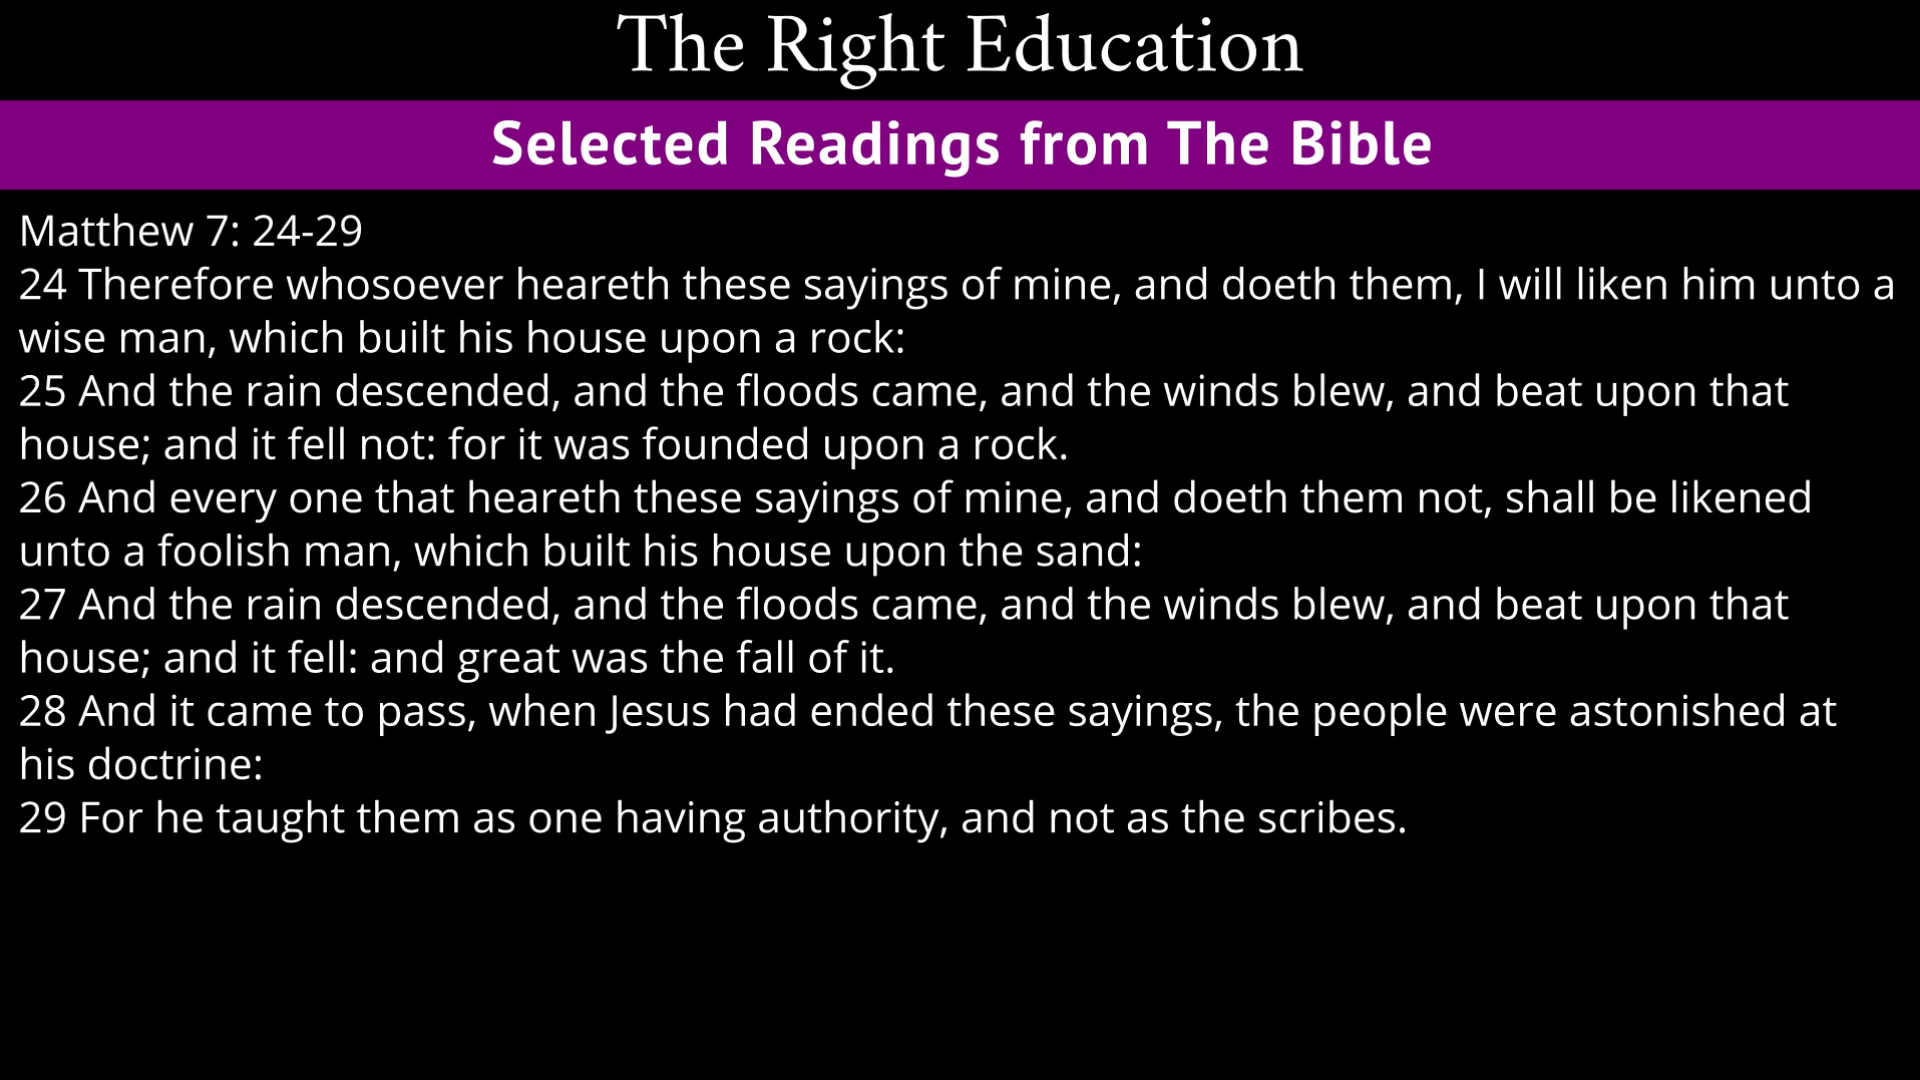 The Right Education
Selected Readings from The Bible
Matthew 7: 24-29
24 Therefore whosoever heareth these sayings of mine, and doeth them, I will liken him unto a
wise man, which built his house upon a rock:
25 And the rain descended, and the floods came, and the winds blew, and beat upon that
house; and it fell not: for it was founded upon a rock.
26 And every one that heareth these sayings of mine, and doeth them not, shall be likened
unto a foolish man, which built his house upon the sand:
27 And the rain descended, and the floods came, and the winds blew, and beat upon that
house; and it fell: and great was the fall of it.
28 And it came to pass, when Jesus had ended these sayings, the people were astonished at
his doctrine:
29 For he taught them as one having authority, and not as the scribes.